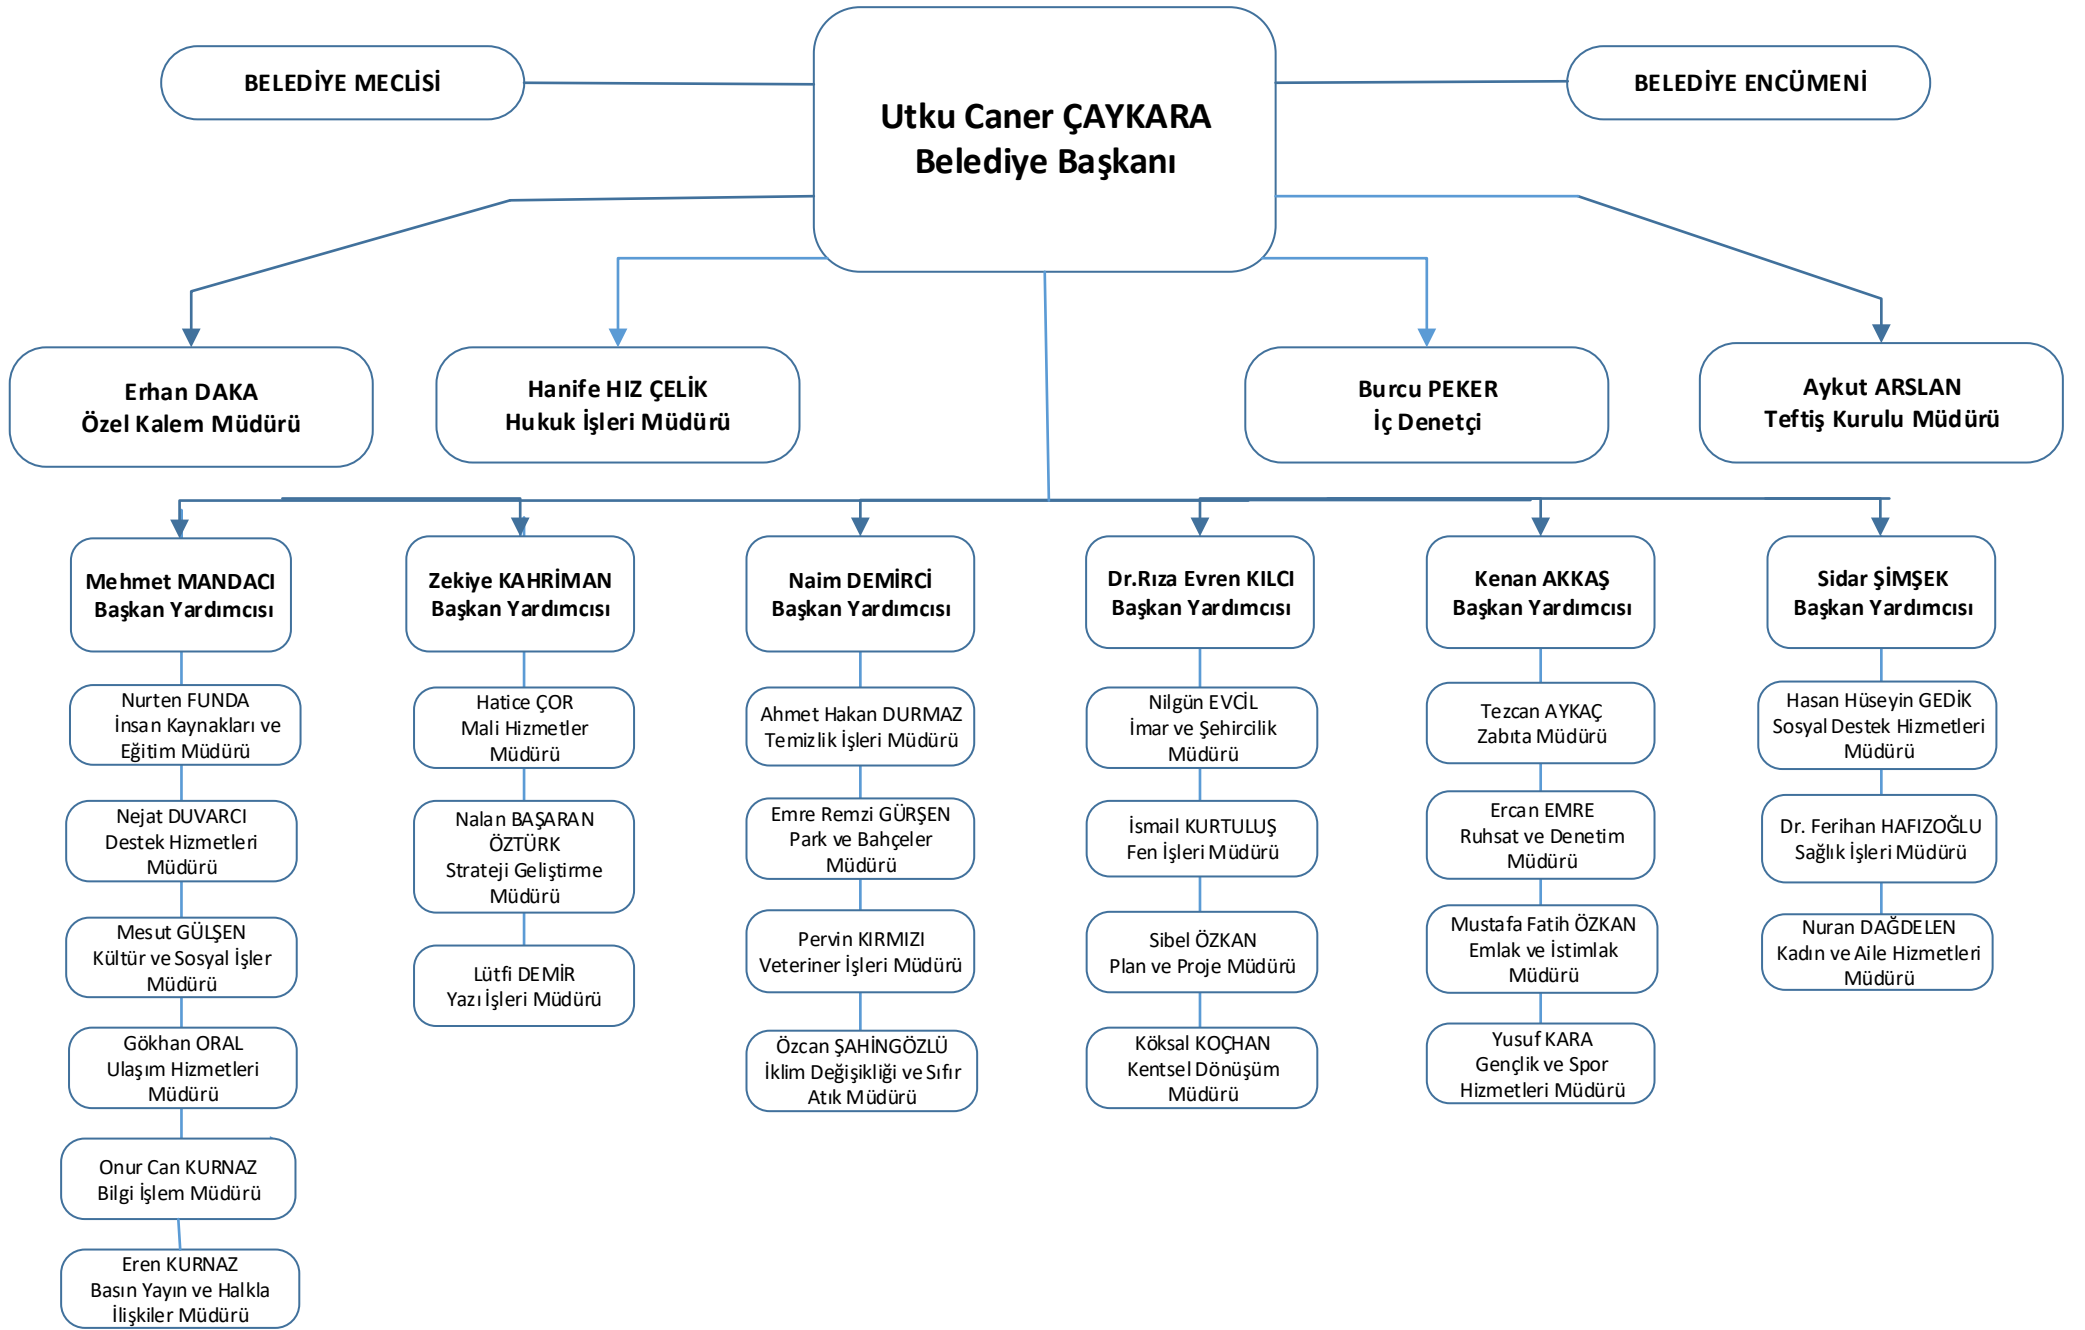 BELEDİYE MECLİSİ
Utku Caner ÇAYKARA
Belediye Başkanı
BELEDİYE ENCÜMENİ
Erhan DAKA
Özel Kalem Müdürü
Hanife HIZ ÇELİK
Hukuk İşleri Müdürü
Burcu PEKER
İç Denetçi
Aykut ARSLAN
Teftiş Kurulu Müdürü
Mehmet MANDACI
Başkan Yardımcısı
Nurten FUNDA
İnsan Kaynakları ve
Eğitim Müdürü
Nejat DUVARCI
Destek Hizmetleri
Müdürü
Mesut GÜLŞEN
Kültür ve Sosyal İşler
Müdürü
Gökhan ORAL
Ulaşım Hizmetleri
Müdürü
Onur Can KURNAZ
Bilgi İşlem Müdürü
Eren KURNAZ
Basın Yayın ve Halkla
İlişkiler Müdürü
Zekiye KAHRİMAN
Başkan Yardımcısı
Hatice ÇOR
Mali Hizmetler
Müdürü
Nalan BAŞARAN
ÖZTÜRK
Strateji Geliştirme
Müdürü
Lütfi DEMİR
Yazı İşleri Müdürü
Naim DEMİRCİ
Başkan Yardımcısı
Ahmet Hakan DURMAZ
Temizlik İşleri Müdürü
Emre Remzi GÜRŞEN
Park ve Bahçeler
Müdürü
Pervin KIRMIZI
Veteriner İşleri Müdürü
Özcan ŞAHİNGÖZLÜ
İklim Değişikliği ve Sıfır
Atık Müdürü
Dr.Rıza Evren KILCI
Başkan Yardımcısı
Nilgün EVCİL
İmar ve Şehircilik
Müdürü
İsmail KURTULUŞ
Fen İşleri Müdürü
Sibel ÖZKAN
Plan ve Proje Müdürü
Köksal KOÇHAN
Kentsel Dönüşüm
Müdürü
Kenan AKKAŞ
Başkan Yardımcısı
Tezcan AYKAÇ
Zabıta Müdürü
Ercan EMRE
Ruhsat ve Denetim
Müdürü
Mustafa Fatih ÖZKAN
Emlak ve İstimlak
Müdürü
Yusuf KARA
Gençlik ve Spor
Hizmetleri Müdürü
Sidar ŞİMŞEK
Başkan Yardımcısı
Hasan Hüseyin GEDİK
Sosyal Destek Hizmetleri
Müdürü
Dr. Ferihan HAFIZOĞLU
Sağlık İşleri Müdürü
Nuran DAĞDELEN
Kadın ve Aile Hizmetleri
Müdürü